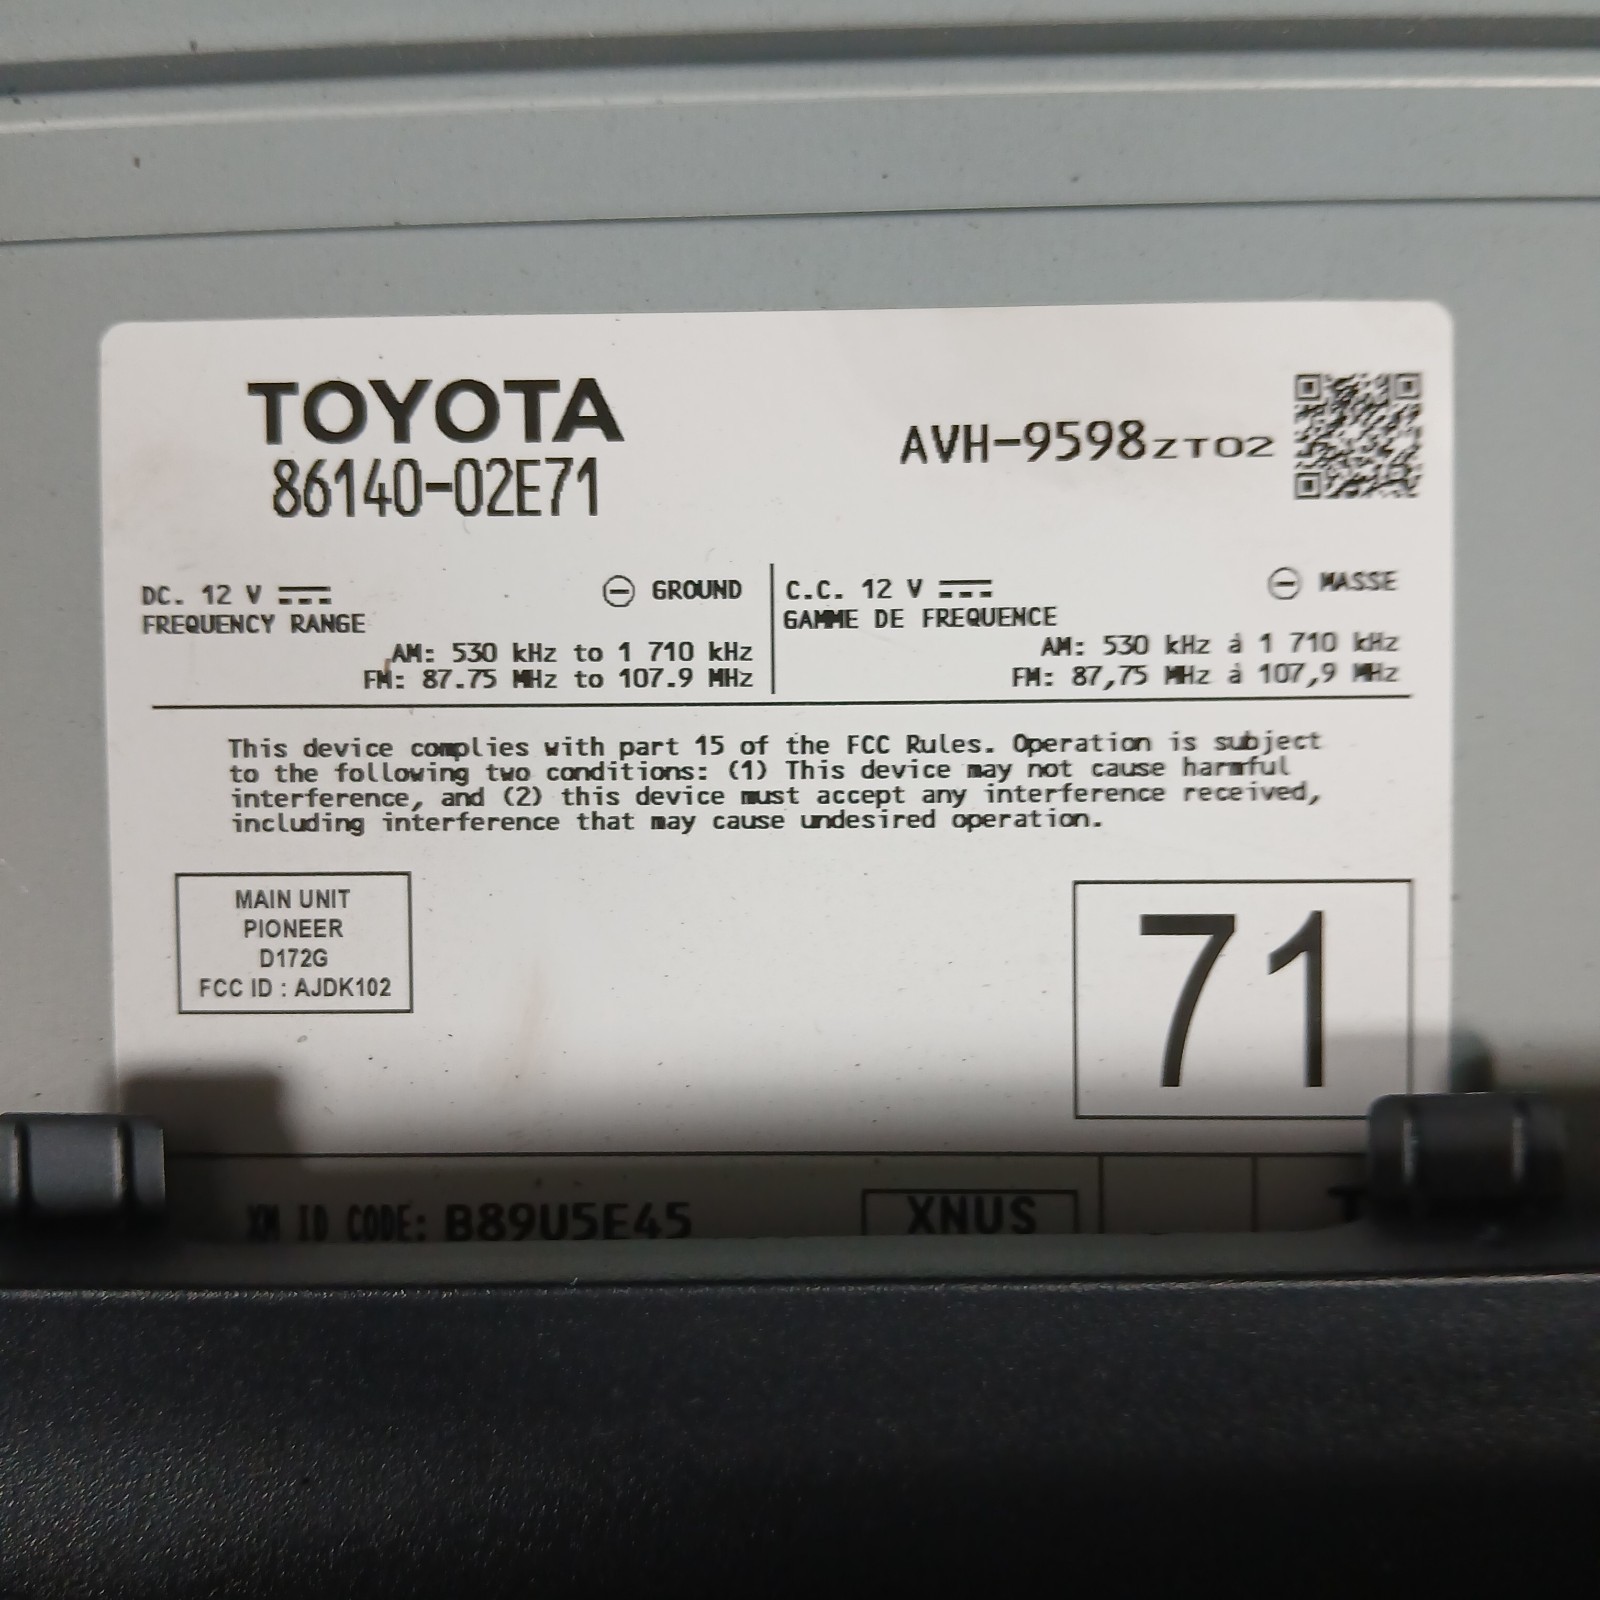 TOYOTA
86140-02E71
AVH-9598ZT02
DC. 12 V
GROUND
FREQUENCY RANGE
AM: 530 kHz to 1 710 kHz
FM: 87.75 MHz to 107.9 MHz
C.C. 12 V
MASSE
GAMME DE FREQUENCE
AM: 530 kHz à 1 710 kHz
FM: 87,75 MHz à 107,9 MHz
This device complies with part 15 of the FCC Rules. Operation is subject
to the following two conditions: (1) This device may not cause harmful
interference, and (2) this device must accept any interference received,
including interference that may cause undesired operation.
MAIN UNIT
PIONEER
D172G
FCC ID : AJDK102
71
XM ID CODE: B89U5E45
XNUS